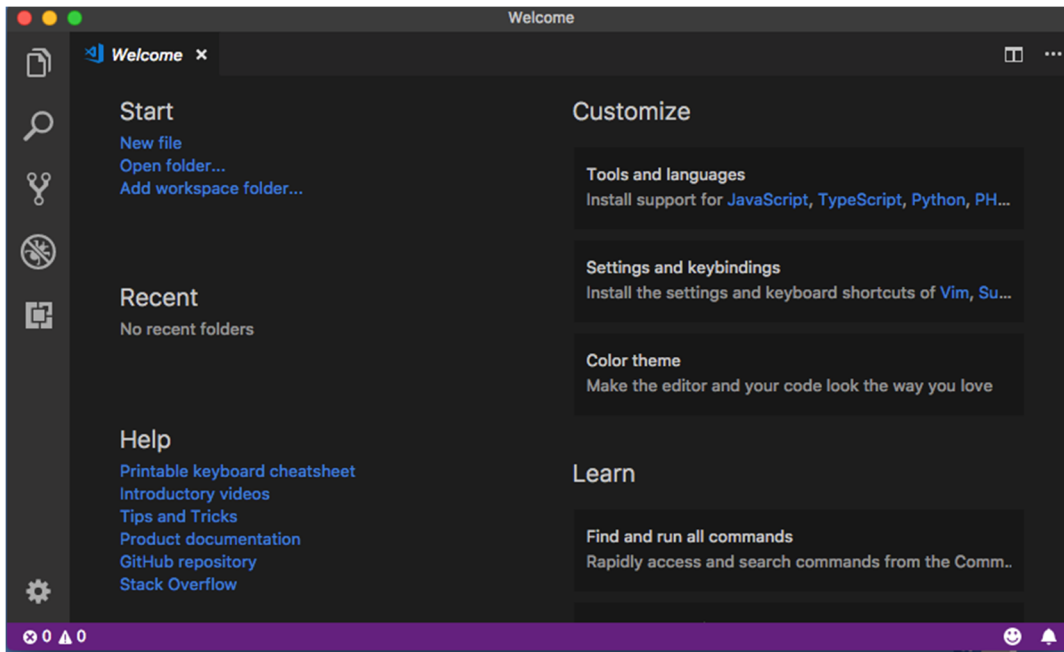 Welcome
Welcome
Start
New file
Open folder...
Add workspace folder...
Recent
No recent folders
Help
Printable keyboard cheatsheet
Introductory videos
Tips and Tricks
Product documentation
GitHub repository
Stack Overflow
Customize
Tools and languages
Install support for JavaScript, TypeScript, Python, PH...
Settings and keybindings
Install the settings and keyboard shortcuts of Vim, Su...
Color theme
Make the editor and your code look the way you love
Learn
Find and run all commands
Rapidly access and search commands from the Comm..
0 0